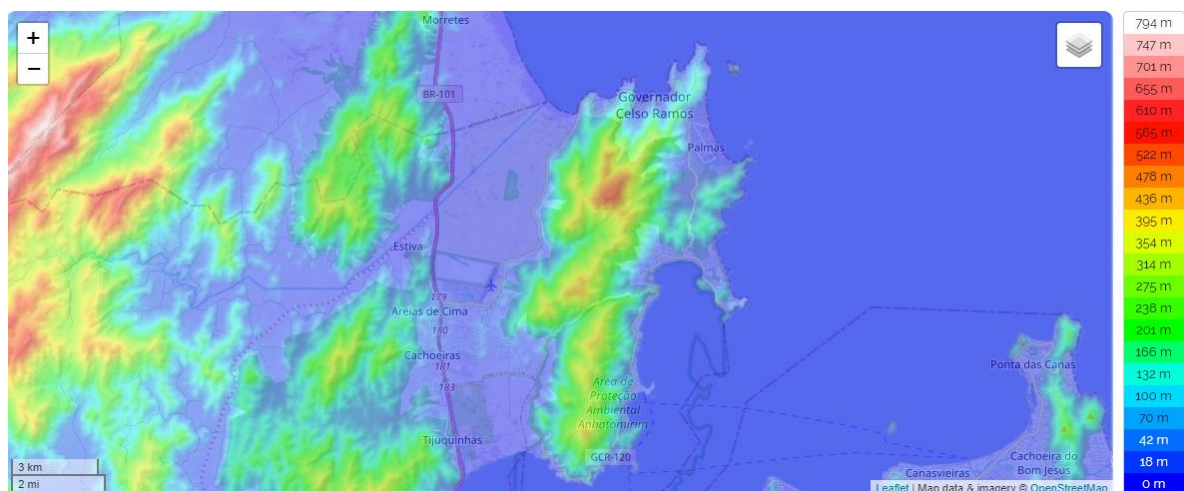 +
−
Morretes
BR-101
Governador
Celso Ramos
Palmas
Estiva
179
Areias de Cima
180
Cachoeiras
181
183
Área de
Proteção
Ambiental
Anhatomirim
Tijuquinhas
GCR-120
Ponta das Canas
Cachoeira do
Bom Jesus
Canasvieiras
3 km
2 mi
Leaflet | Map data & imagery © OpenStreetMap
794 m
747 m
701 m
655 m
610 m
565 m
522 m
478 m
436 m
395 m
354 m
314 m
275 m
238 m
201 m
166 m
132 m
100 m
70 m
42 m
18 m
0 m